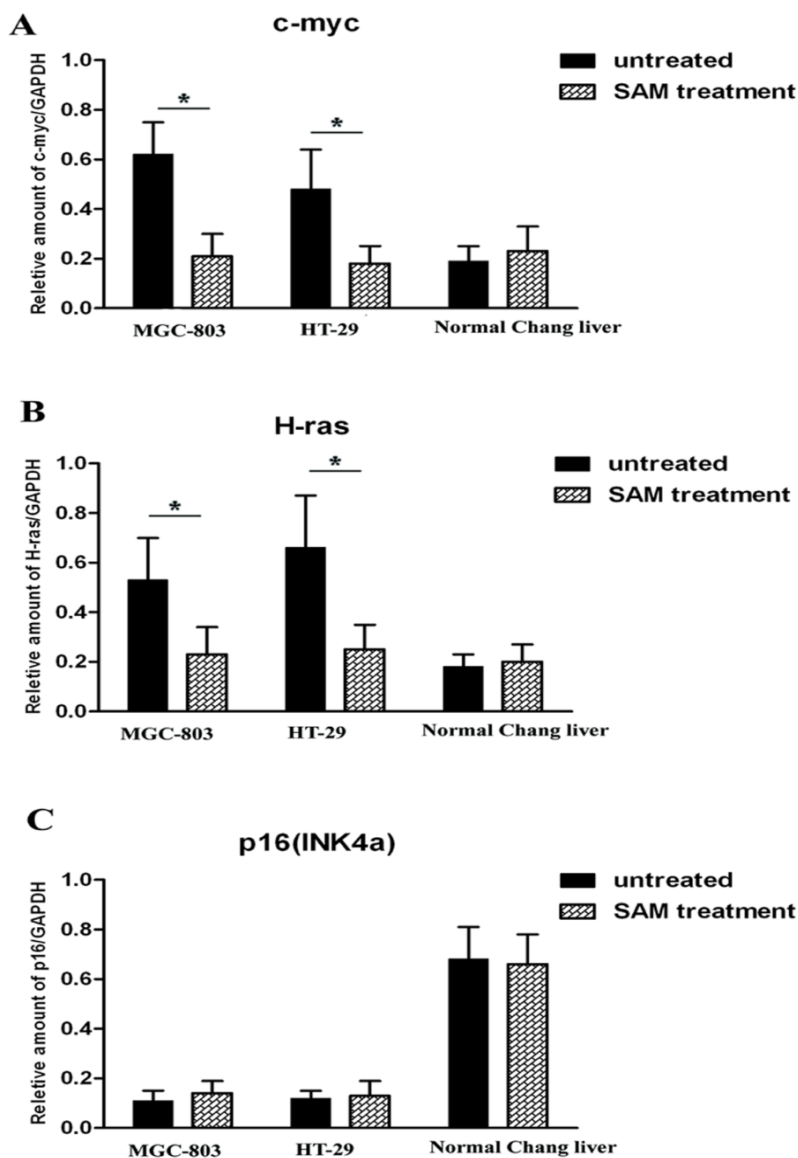 A
c-myc
untreated
SAM treatment
Reletive amount of c-myc/GAPDH
1.0
0.8
0.6
0.4
0.2
0.0
*
*
MGC-803 HT-29 Normal Chang liver
B
H-ras
untreated
SAM treatment
Reletive amount of H-ras/GAPDH
1.0
0.8
0.6
0.4
0.2
0.0
*
*
MGC-803 HT-29 Normal Chang liver
C
p16(INK4a)
untreated
SAM treatment
Reletive amount of p16/GAPDH
1.0
0.8
0.6
0.4
0.2
0.0
MGC-803 HT-29 Normal Chang liver